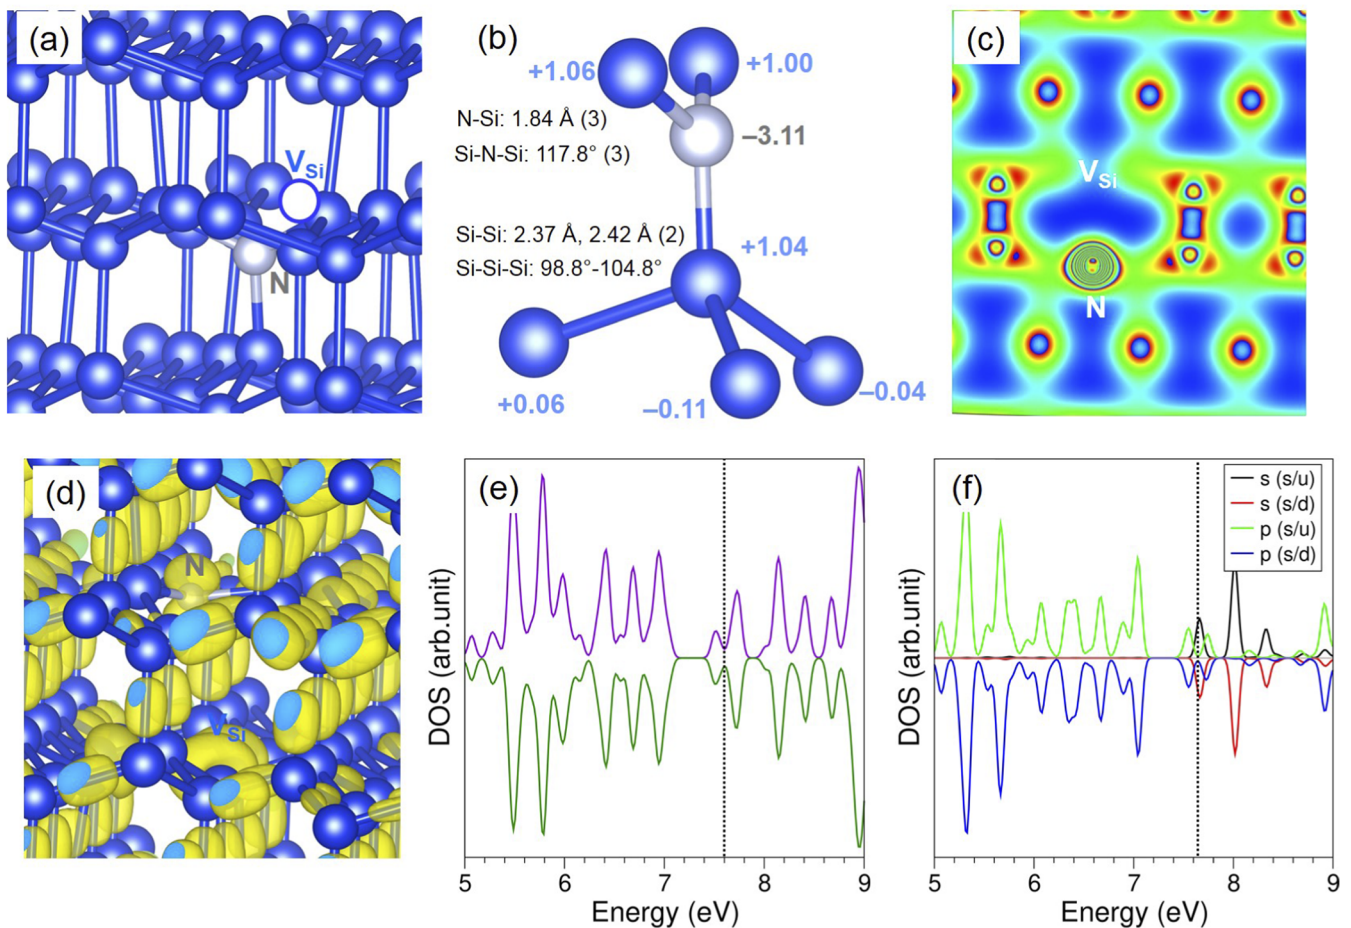 (a)
V_Si
N
(b)
+1.06
+1.00
N-Si: 1.84 Å (3)
−3.11
Si-N-Si: 117.8° (3)
Si-Si: 2.37 Å, 2.42 Å (2)
+1.04
Si-Si-Si: 98.8°-104.8°
+0.06
−0.11
−0.04
(c)
V_Si
N
(d)
N
V_Si
(e)
DOS (arb.unit)
5 6 7 8 9
Energy (eV)
(f)
s (s/u)
s (s/d)
p (s/u)
p (s/d)
DOS (arb.unit)
5 6 7 8 9
Energy (eV)